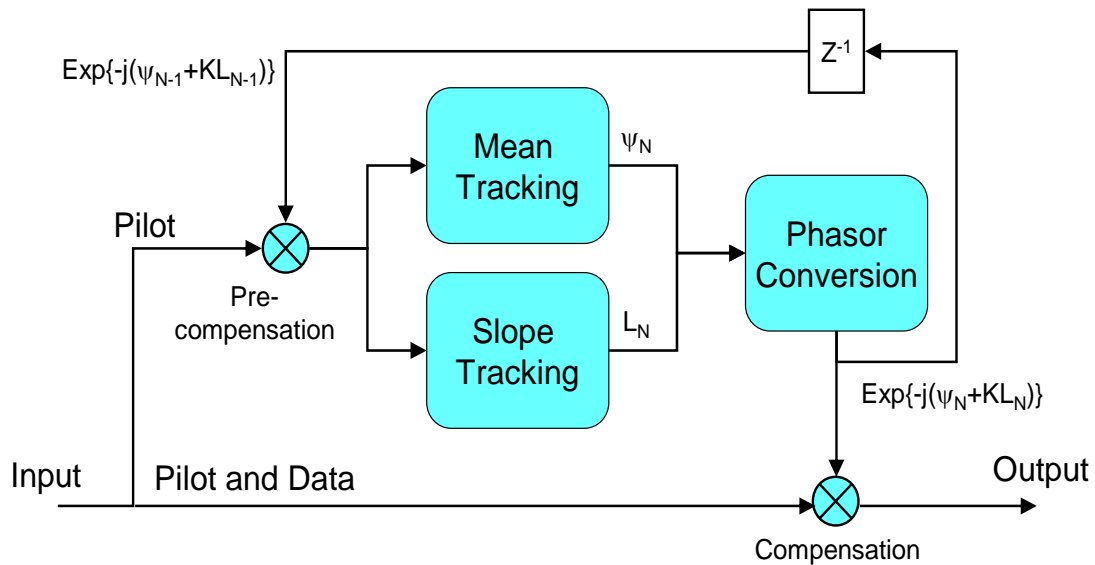 Z⁻¹
Exp{-j(ψN-1+KLN-1)}
Mean
Tracking
ψN
Pilot
Phasor
Conversion
Pre-
compensation
Slope
Tracking
LN
Exp{-j(ψN+KLN)}
Input
Pilot and Data
Output
Compensation